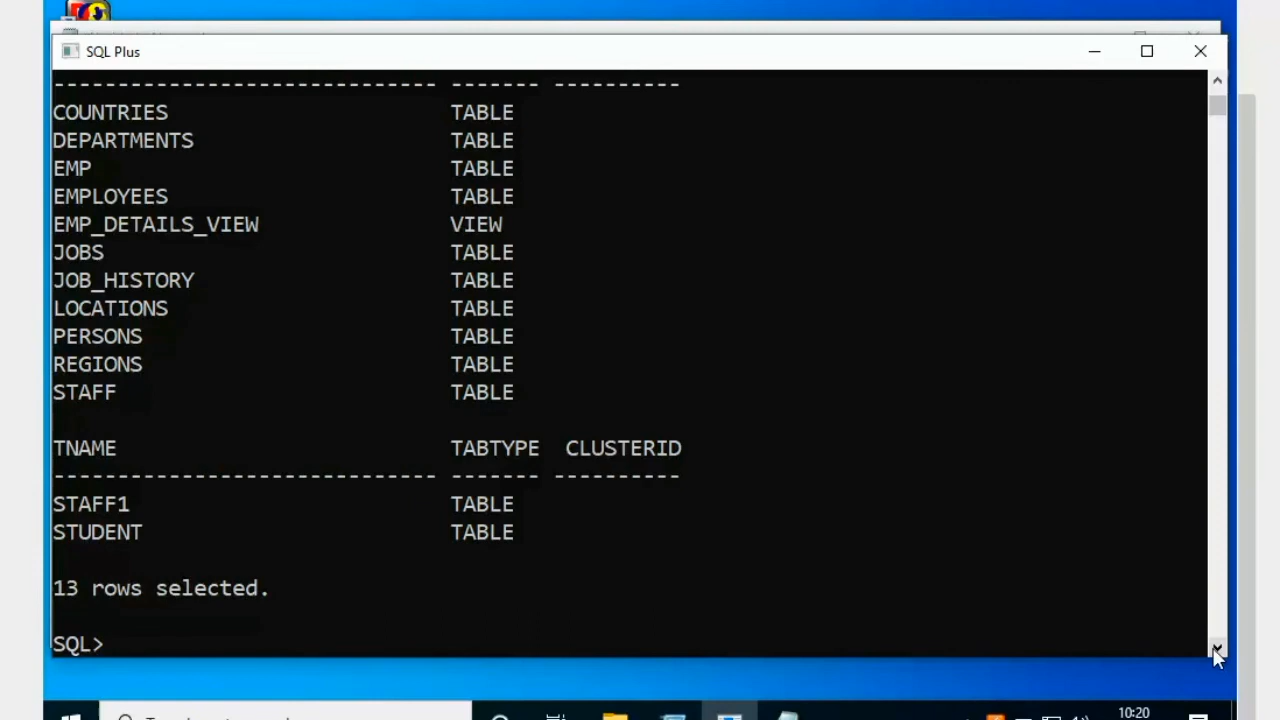 SQL Plus
------------------------------ ------- ----------
COUNTRIES TABLE
DEPARTMENTS TABLE
EMP TABLE
EMPLOYEES TABLE
EMP_DETAILS_VIEW VIEW
JOBS TABLE
JOB_HISTORY TABLE
LOCATIONS TABLE
PERSONS TABLE
REGIONS TABLE
STAFF TABLE
TNAME TABTYPE CLUSTERID
------------------------------ ------- ----------
STAFF1 TABLE
STUDENT TABLE
13 rows selected.
SQL>
10:20